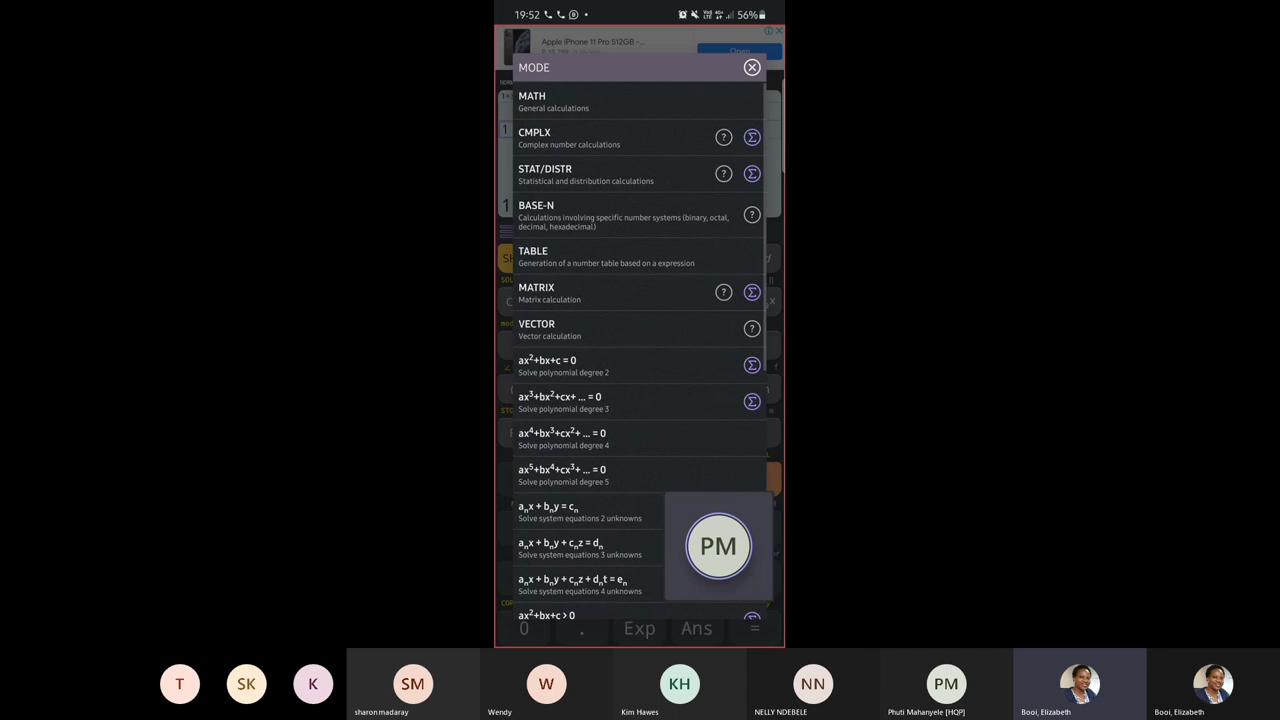 19:52
56%
Apple iPhone 11 Pro 512GB -...
Open
MODE
MATH
General calculations
CMPLX
Complex number calculations
STAT/DISTR
Statistical and distribution calculations
BASE-N
Calculations involving specific number systems (binary, octal,
decimal, hexadecimal)
TABLE
Generation of a number table based on a expression
MATRIX
Matrix calculation
VECTOR
Vector calculation
ax²+bx+c = 0
Solve polynomial degree 2
ax³+bx²+cx+ ... = 0
Solve polynomial degree 3
ax⁴+bx³+cx²+ ... = 0
Solve polynomial degree 4
ax⁵+bx⁴+cx³+ ... = 0
Solve polynomial degree 5
aₙx + bₙy = cₙ
Solve system equations 2 unknowns
aₙx + bₙy + cₙz = dₙ
Solve system equations 3 unknowns
aₙx + bₙy + cₙz + dₙt = eₙ
Solve system equations 4 unknowns
ax²+bx+c > 0
PM
0 . Exp Ans =
T SK K SM W KH NN PM
sharon madaray
Wendy
Kim Hawes
NELLY NDEBELE
Phuti Mahanyele [HQP]
Booi, Elizabeth
Booi, Elizabeth